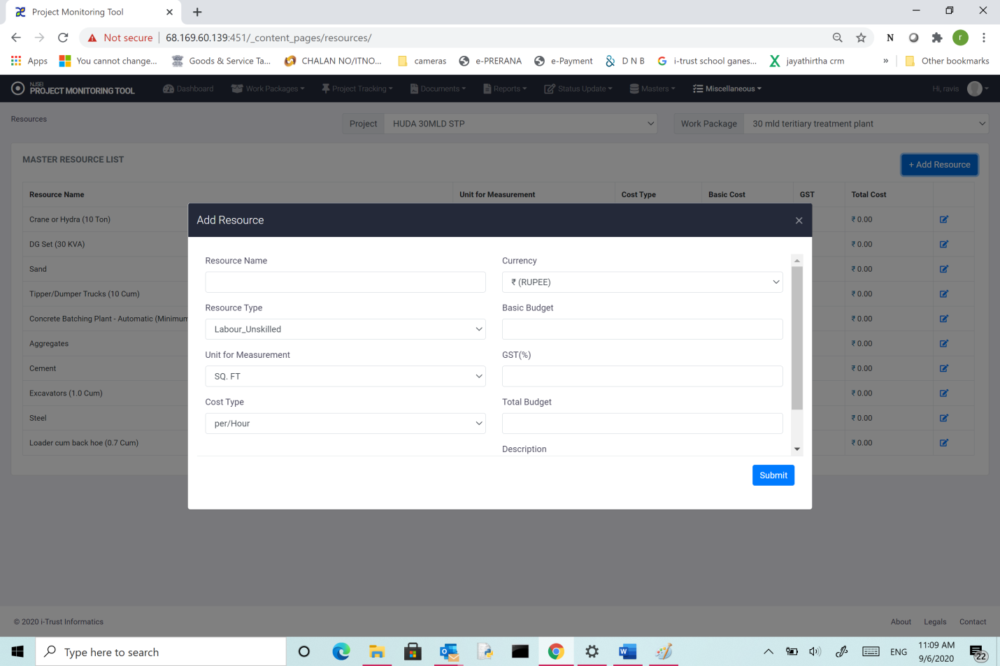 Project Monitoring Tool
Not secure 68.169.60.139:451/_content_pages/resources/
N
r
Apps
You cannot change...
Goods & Service Ta...
CHALAN NO/ITNO...
cameras
e-PRERANA
e-Payment
D N B
i-trust school ganes...
jayathirtha crm
»
Other bookmarks
NJSEI
PROJECT MONITORING TOOL
Dashboard
Work Packages
Project Tracking
Documents
Reports
Status Update
Masters
Miscellaneous
Hi, ravis
Resources
Project HUDA 30MLD STP
Work Package 30 mld teritiary treatment plant
MASTER RESOURCE LIST
+ Add Resource
Resource Name Unit for Measurement Cost Type Basic Cost GST Total Cost
Crane or Hydra (10 Ton) ₹ 0.00
DG Set (30 KVA) ₹ 0.00
Sand ₹ 0.00
Tipper/Dumper Trucks (10 Cum) ₹ 0.00
Concrete Batching Plant - Automatic (Minimum ₹ 0.00
Aggregates ₹ 0.00
Cement ₹ 0.00
Excavators (1.0 Cum) ₹ 0.00
Steel ₹ 0.00
Loader cum back hoe (0.7 Cum) ₹ 0.00
Add Resource
Resource Name
Resource Type
Labour_Unskilled
Unit for Measurement
SQ. FT
Cost Type
per/Hour
Currency
₹ (RUPEE)
Basic Budget
GST(%)
Total Budget
Description
Submit
© 2020 i-Trust Informatics
About Legals Contact
Type here to search
ENG
11:09 AM
9/6/2020
22